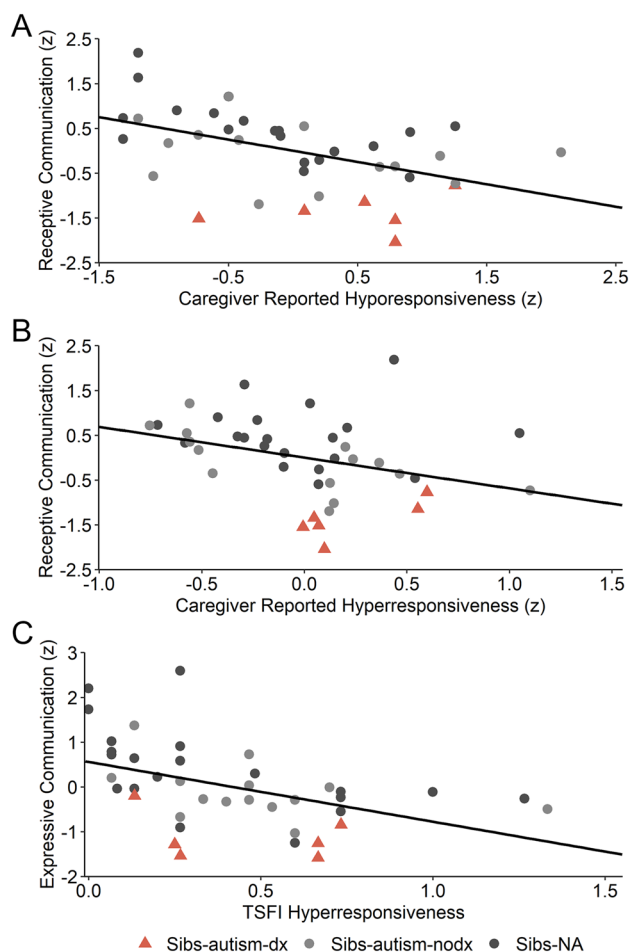 A
Receptive Communication (z)
2.5
1.5
0.5
-0.5
-1.5
-2.5
-1.5 -0.5 0.5 1.5 2.5
Caregiver Reported Hyporesponsiveness (z)
B
Receptive Communication (z)
2.5
1.5
0.5
-0.5
-1.5
-2.5
-1.0 -0.5 0.0 0.5 1.0 1.5
Caregiver Reported Hyperresponsiveness (z)
C
Expressive Communication (z)
3
2
1
0
-1
-2
0.0 0.5 1.0 1.5
TSFI Hyperresponsiveness
Sibs-autism-dx Sibs-autism-nodx Sibs-NA